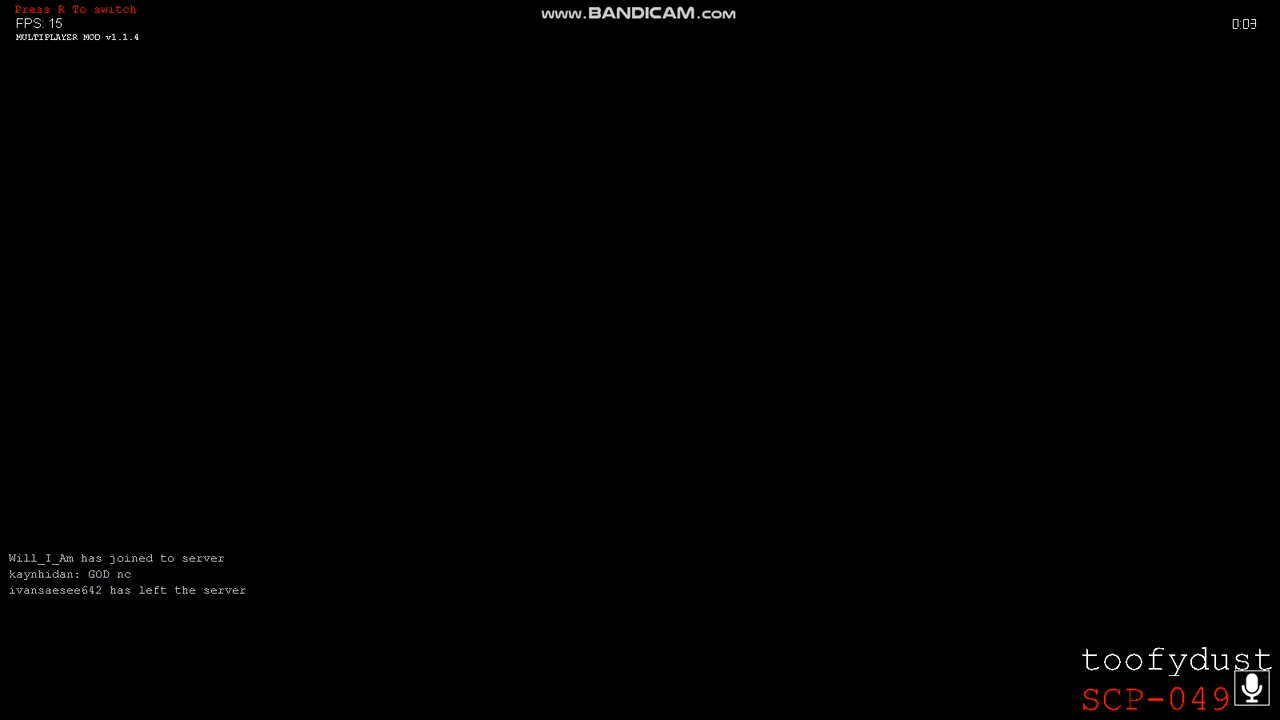 Press R To switch
FPS: 15
MULTIPLAYER MOD v1.1.4
www.BANDICAM.com
0:03
Will_I_Am has joined to server
kaynhidan: GOD nc
ivansaesee642 has left the server
toofydust
SCP-049